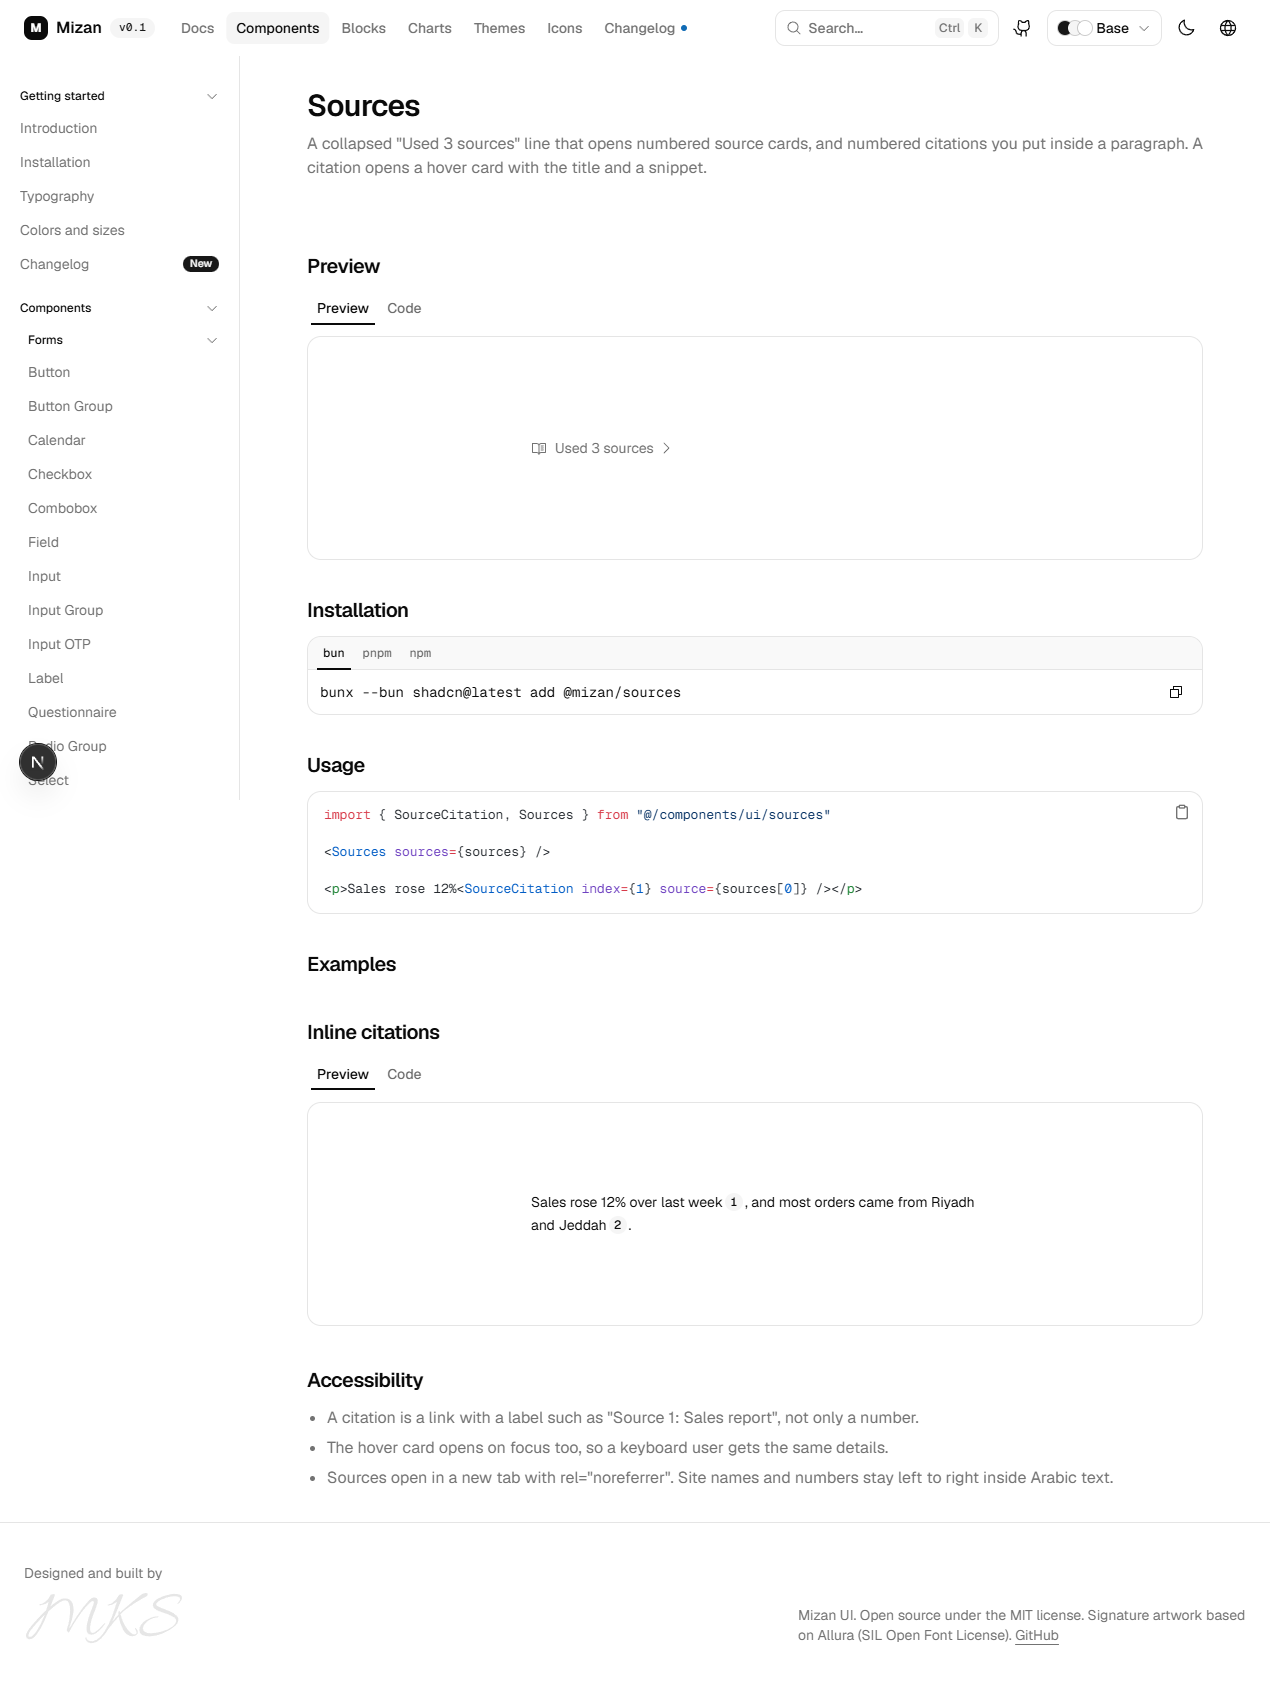 M Mizan v0.1 Docs Components Blocks Charts Themes Icons Changelog Search... Ctrl K Base
Getting started
Introduction
Installation
Typography
Colors and sizes
Changelog New
Components
Forms
Button
Button Group
Calendar
Checkbox
Combobox
Field
Input
Input Group
Input OTP
Label
Questionnaire
Radio Group
N
Select
Sources
A collapsed "Used 3 sources" line that opens numbered source cards, and numbered citations you put inside a paragraph. A
citation opens a hover card with the title and a snippet.
Preview
Preview Code
Used 3 sources
Installation
bun pnpm npm
bunx --bun shadcn@latest add @mizan/sources
Usage
import { SourceCitation, Sources } from "@/components/ui/sources"
<Sources sources={sources} />
<p>Sales rose 12%<SourceCitation index={1} source={sources[0]} /></p>
Examples
Inline citations
Preview Code
Sales rose 12% over last week 1 , and most orders came from Riyadh
and Jeddah 2 .
Accessibility
• A citation is a link with a label such as "Source 1: Sales report", not only a number.
• The hover card opens on focus too, so a keyboard user gets the same details.
• Sources open in a new tab with rel="noreferrer". Site names and numbers stay left to right inside Arabic text.
Designed and built by
MKS
Mizan UI. Open source under the MIT license. Signature artwork based
on Allura (SIL Open Font License). GitHub